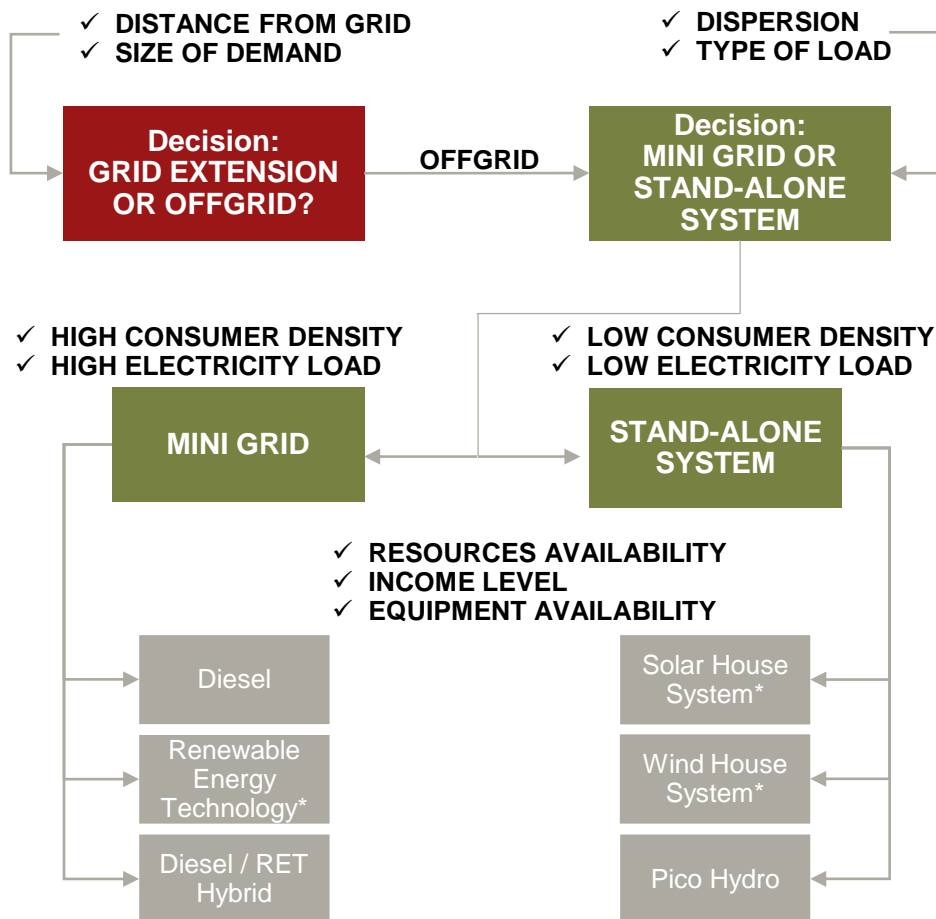 ✓ DISTANCE FROM GRID
✓ SIZE OF DEMAND
✓ DISPERSION
✓ TYPE OF LOAD
Decision:
GRID EXTENSION
OR OFFGRID?
OFFGRID
Decision:
MINI GRID OR
STAND-ALONE
SYSTEM
✓ HIGH CONSUMER DENSITY
✓ HIGH ELECTRICITY LOAD
✓ LOW CONSUMER DENSITY
✓ LOW ELECTRICITY LOAD
MINI GRID
STAND-ALONE
SYSTEM
✓ RESOURCES AVAILABILITY
✓ INCOME LEVEL
✓ EQUIPMENT AVAILABILITY
Diesel
Renewable
Energy
Technology*
Diesel / RET
Hybrid
Solar House
System*
Wind House
System*
Pico Hydro